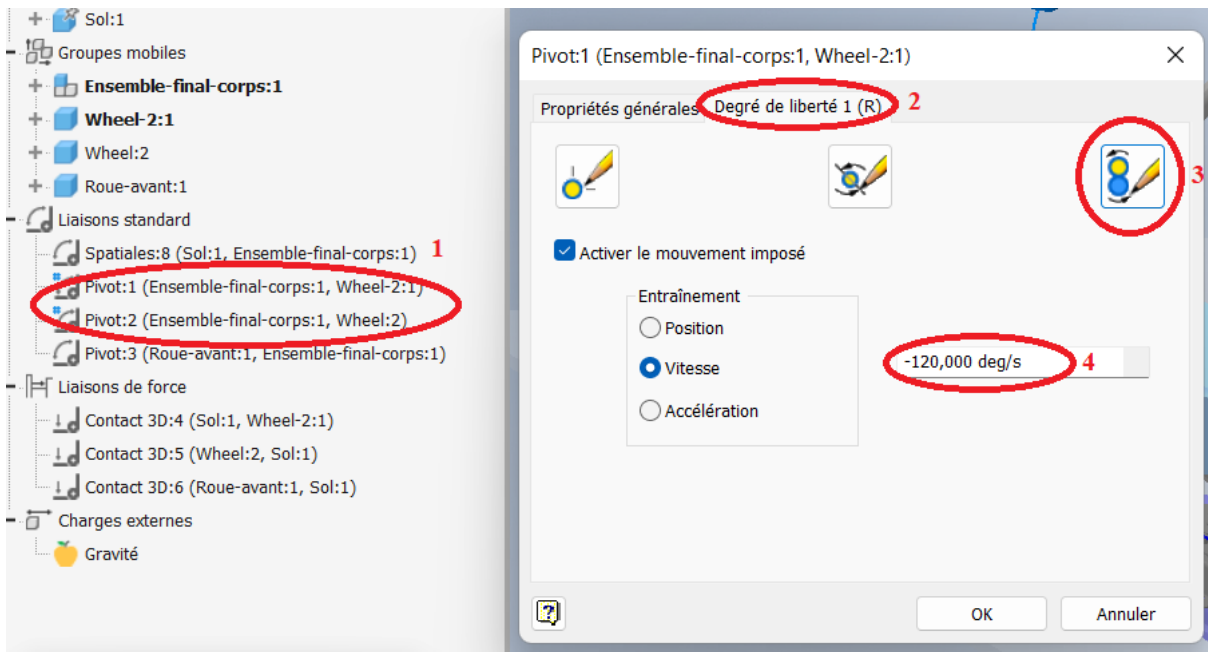 Sol:1
Groupes mobiles
Ensemble-final-corps:1
Wheel-2:1
Wheel:2
Roue-avant:1
Liaisons standard
Spatiales:8 (Sol:1, Ensemble-final-corps:1) 1
Pivot:1 (Ensemble-final-corps:1, Wheel-2:1)
Pivot:2 (Ensemble-final-corps:1, Wheel:2)
Pivot:3 (Roue-avant:1, Ensemble-final-corps:1)
Liaisons de force
Contact 3D:4 (Sol:1, Wheel-2:1)
Contact 3D:5 (Wheel:2, Sol:1)
Contact 3D:6 (Roue-avant:1, Sol:1)
Charges externes
Gravité
Pivot:1 (Ensemble-final-corps:1, Wheel-2:1)
Propriétés générales Degré de liberté 1 (R) 2
3
Activer le mouvement imposé
Entraînement
Position
Vitesse -120,000 deg/s 4
Accélération
OK Annuler